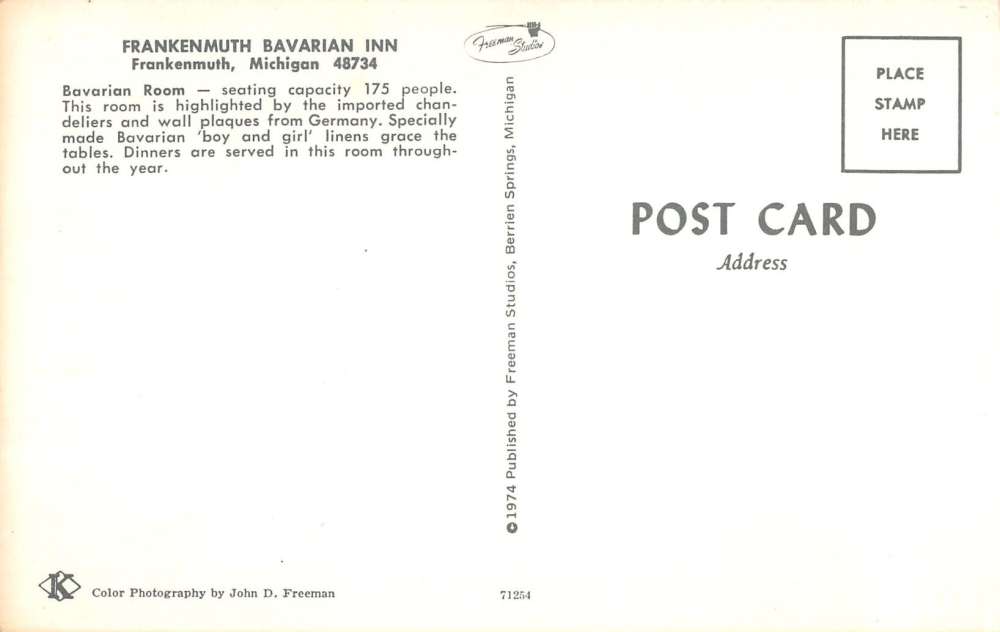 FRANKENMUTH BAVARIAN INN
Frankenmuth, Michigan 48734
Bavarian Room — seating capacity 175 people.
This room is highlighted by the imported chan-
deliers and wall plaques from Germany. Specially
made Bavarian 'boy and girl' linens grace the
tables. Dinners are served in this room through-
out the year.
K
Color Photography by John D. Freeman
Freeman
Studios
©1974 Published by Freeman Studios, Berrien Springs, Michigan
71254
PLACE
STAMP
HERE
POST CARD
Address